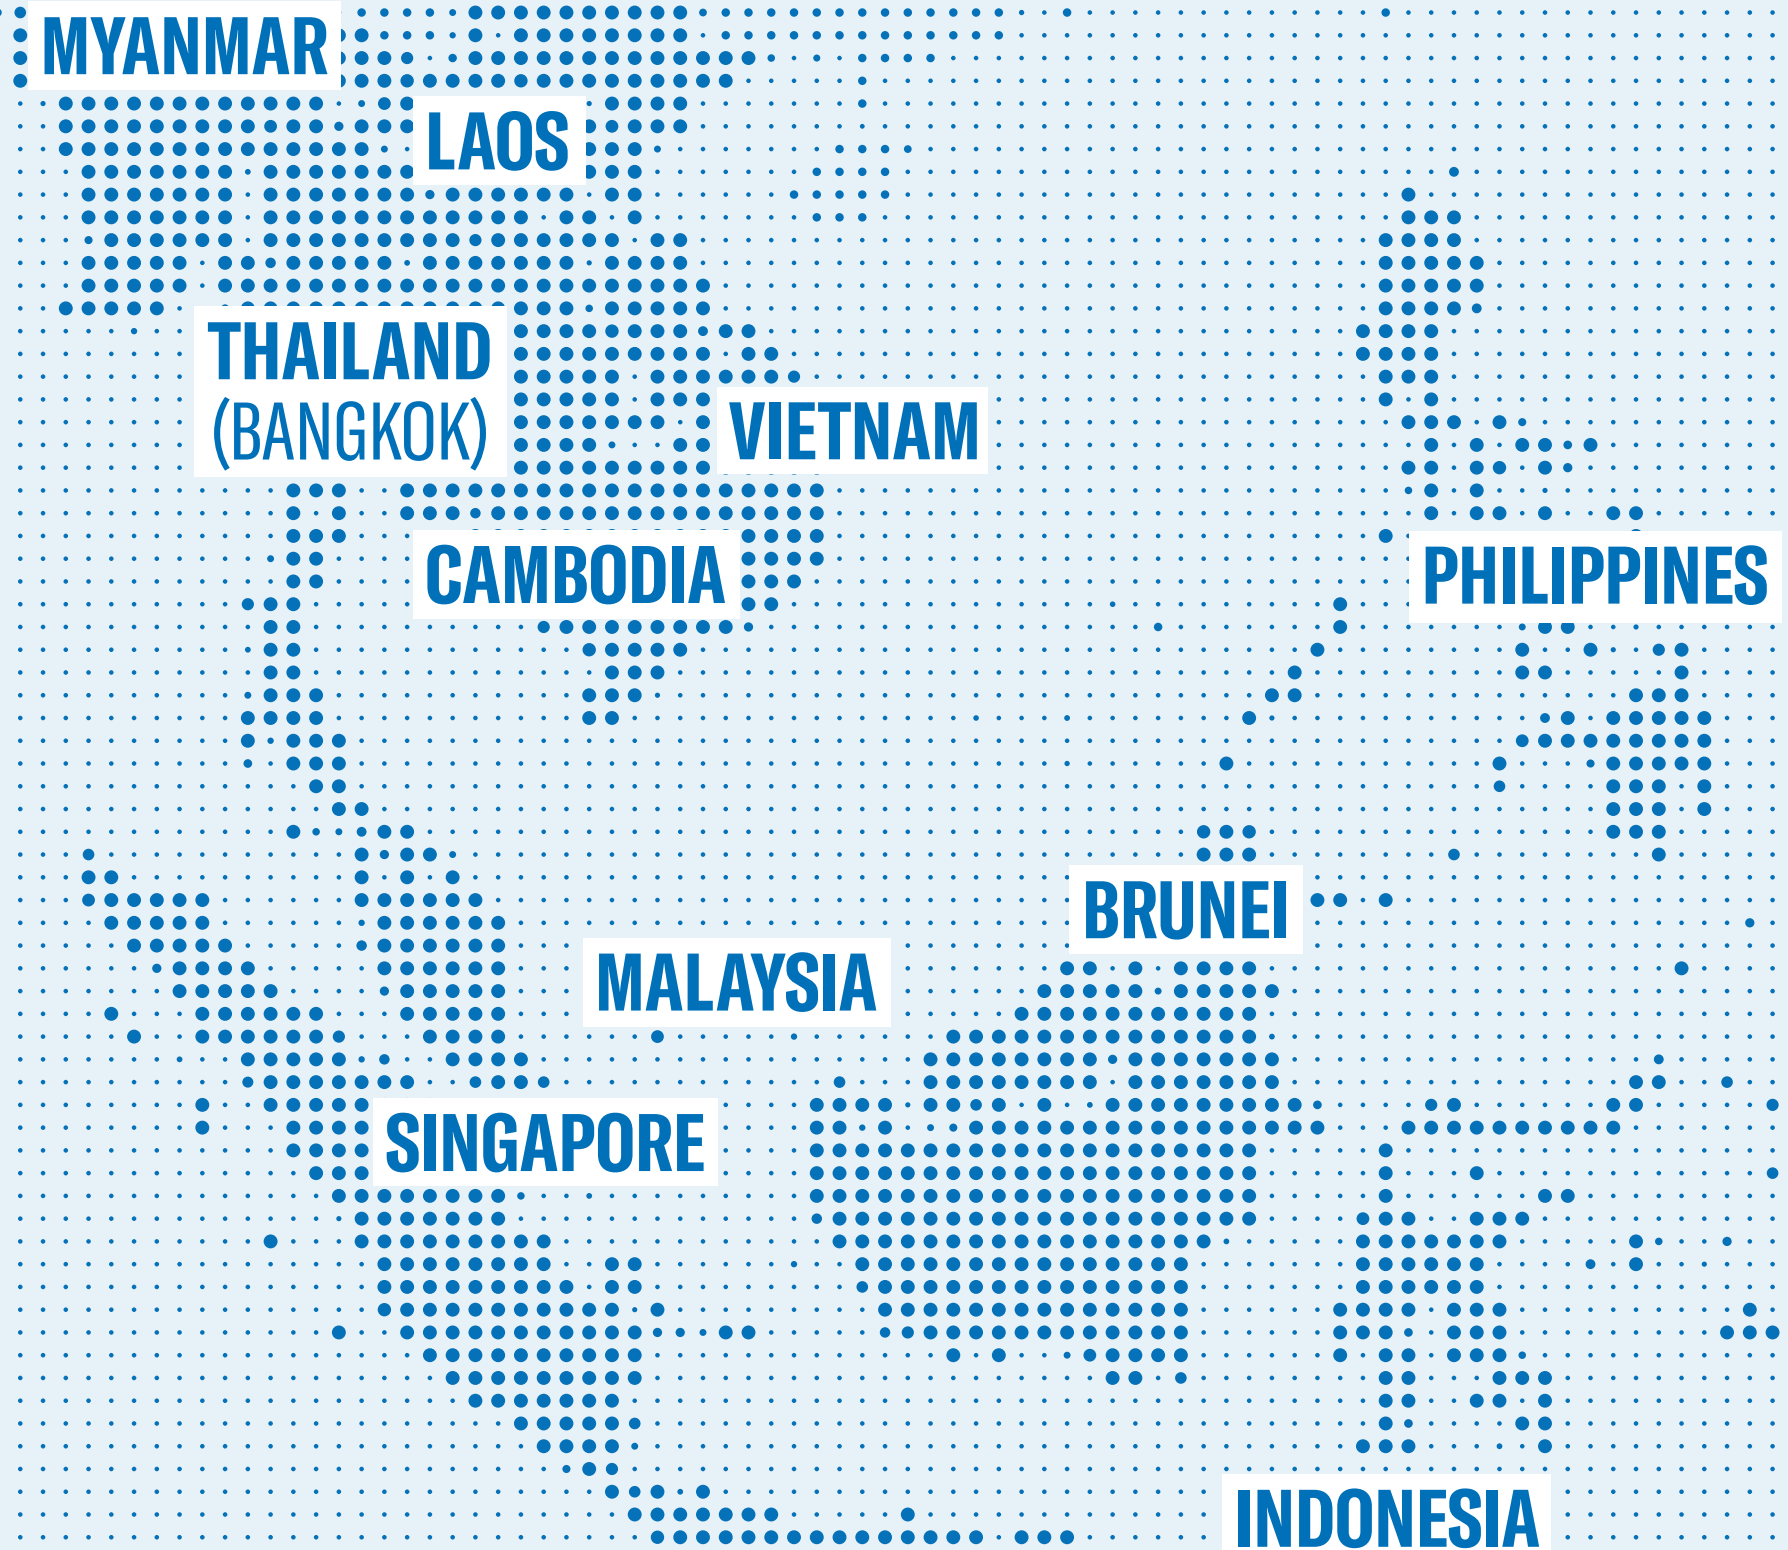 MYANMAR
LAOS
THAILAND
(BANGKOK)
VIETNAM
CAMBODIA
PHILIPPINES
BRUNEI
MALAYSIA
SINGAPORE
INDONESIA